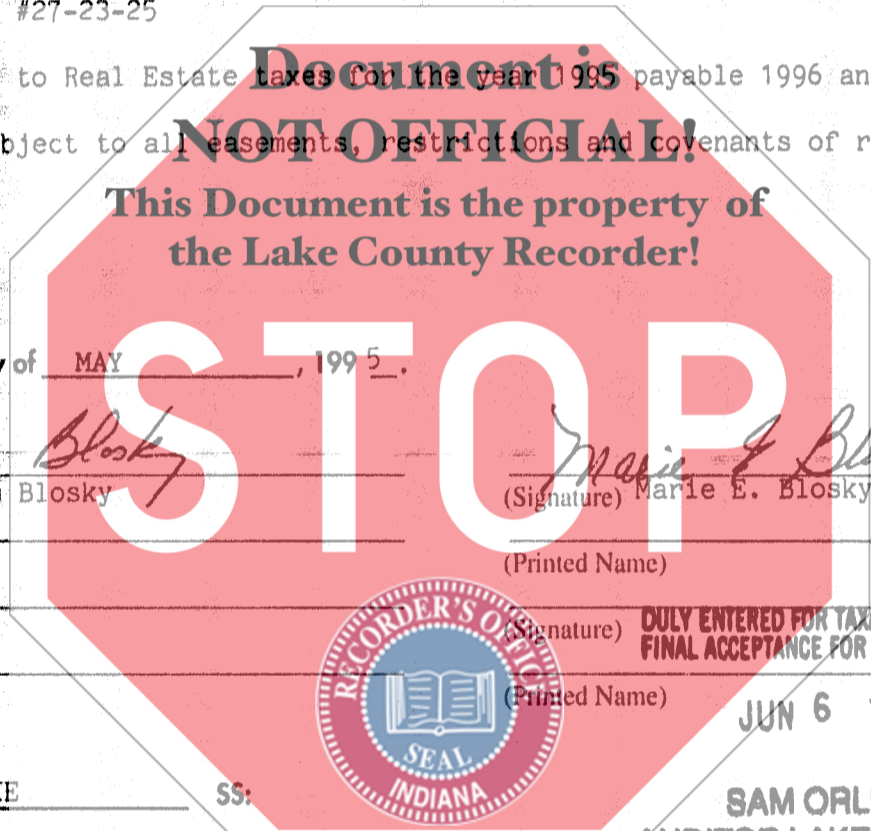 #27-23-25
Document is
to Real Estate taxes for the year 1995 payable 1996 an
NOT OFFICIAL!
bject to all easements, restrictions and covenants of r
This Document is the property of
the Lake County Recorder!
STOP
of MAY , 1995.
Blosky Marie E Bl
Blosky (Signature) Marie E. Blosky
(Printed Name)
(Signature) DULY ENTERED FOR TAX
FINAL ACCEPTANCE FOR
(Printed Name)
JUN 6
RECORDER'S OFFICE
SEAL
INDIANA
SS:
SAM ORL